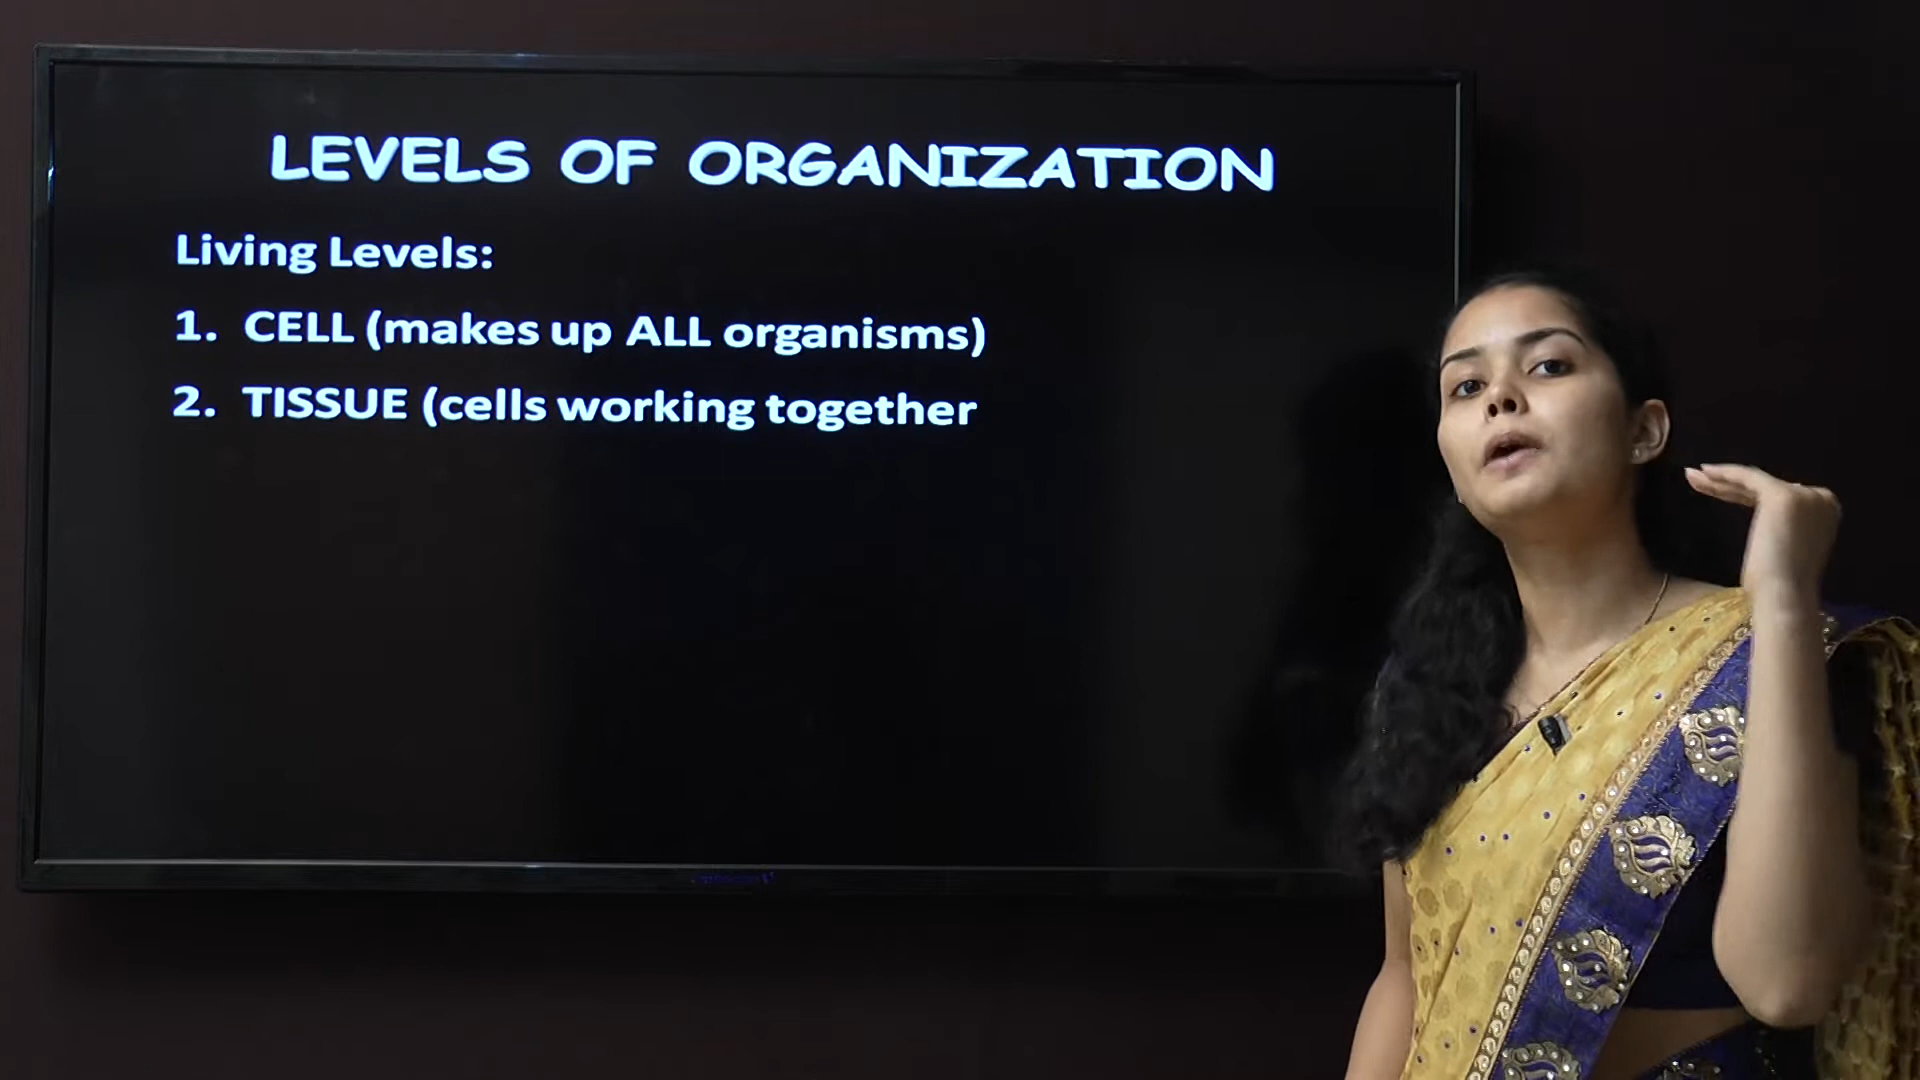 LEVELS OF ORGANIZATION
Living Levels:
1. CELL (makes up ALL organisms)
2. TISSUE (cells working together